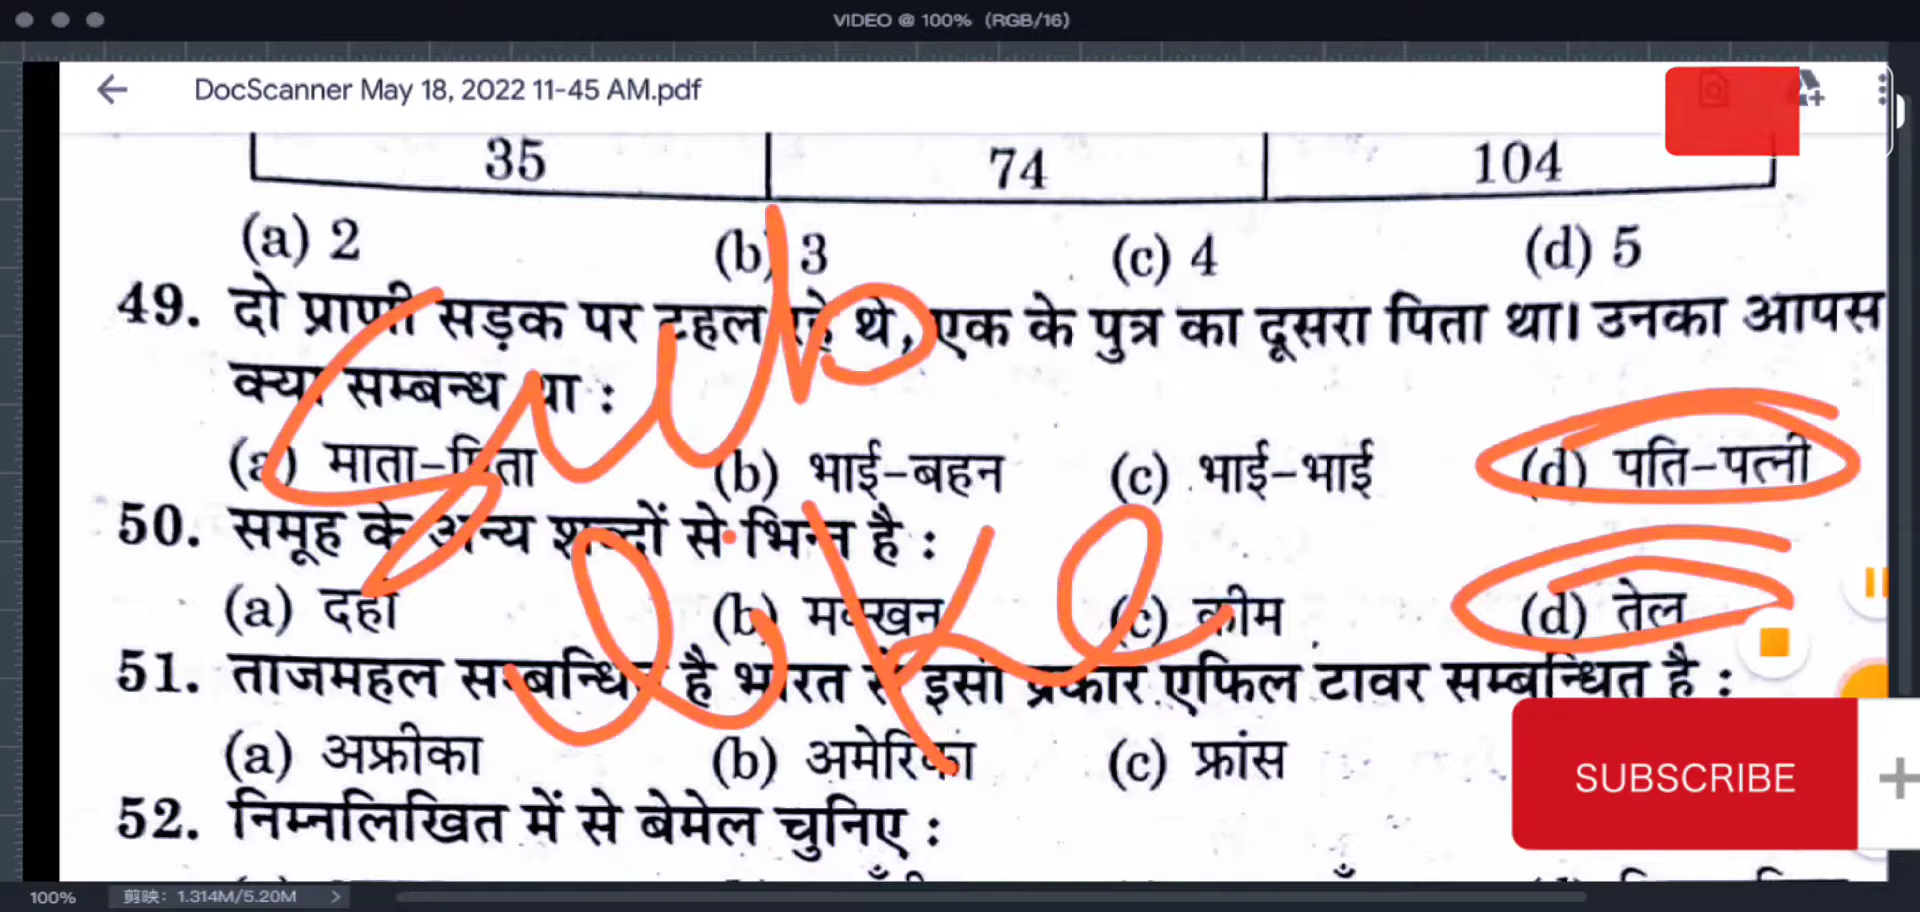 VIDEO @ 100% (RGB/16)
DocScanner May 18, 2022 11-45 AM.pdf
35 74 104
(a) 2 (b) 3 (c) 4 (d) 5
49. दो प्राणी सड़क पर टहल रहे थे, एक के पुत्र का दूसरा पिता था। उनका आपस
क्या सम्बन्ध था :
(a) माता-पिता (b) भाई-बहन (c) भाई-भाई (d) पति-पत्नी
50. समूह के अन्य शब्दों से भिन्न है :
(a) दही (b) मक्खन (c) क्रीम (d) तेल
51. ताजमहल सम्बन्धित है भारत से इसी प्रकार एफिल टावर सम्बन्धित है :
(a) अफ्रीका (b) अमेरिका (c) फ्रांस
SUBSCRIBE
52. निम्नलिखित में से बेमेल चुनिए :
100% 剪映: 1.314M/5.20M